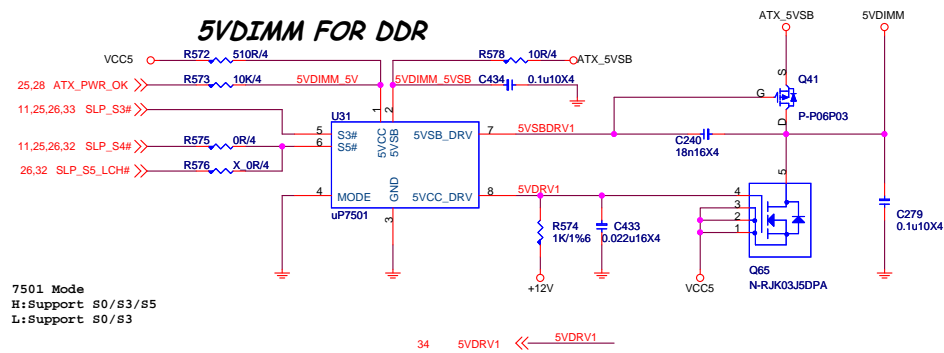 5VDIMM FOR DDR
ATX_5VSB
5VDIMM
VCC5
R572
510R/4
R578
10R/4
ATX_5VSB
25,28 ATX_PWR_OK
R573
10K/4
5VDIMM_5V
5VDIMM_5VSB
C434
0.1u10X4
Q41
S
G
D
P-P06P03
11,25,26,33 SLP_S3#
U31
1
2
5
S3#
5VCC
5VSB
5VSB_DRV
7
5VSBDRV1
11,25,26,32 SLP_S4#
R575
0R/4
6
S5#
C240
18n16X4
26,32 SLP_S5_LCH#
R576
X_0R/4
5
4
MODE
GND
5VCC_DRV
8
5VDRV1
4
3
2
1
uP7501
3
R574
1K/1%6
C433
0.022u16X4
C279
0.1u10X4
+12V
VCC5
Q65
N-RJK03J5DPA
7501 Mode
H:Support S0/S3/S5
L:Support S0/S3
34 5VDRV1
5VDRV1